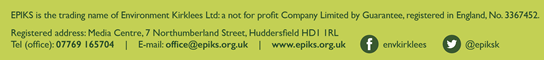 EPIKS is the trading name of Environment Kirklees Ltd: a not for profit Company Limited by Guarantee, registered in England, No. 3367452.
Registered address: Media Centre, 7 Northumberland Street, Huddersfield HD1 1RL
Tel (office): 07769 165704 | E-mail: office@epiks.org.uk | www.epiks.org.uk f envkirklees @epiksk